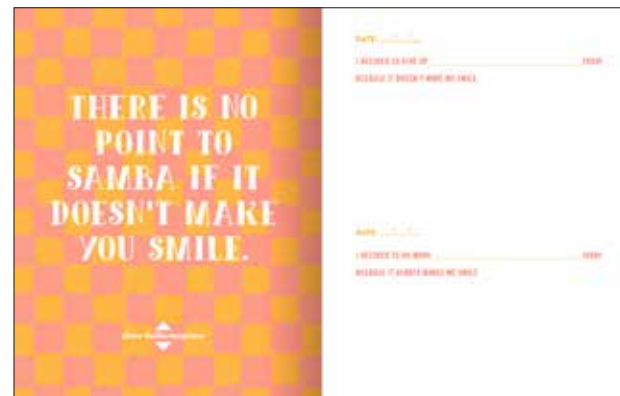 THERE IS NO
POINT TO
SAMBA IF IT
DOESN'T MAKE
YOU SMILE.
DATE:
I DECIDED TO GIVE UP TODAY
BECAUSE IT DOESN'T MAKE ME SMILE.
DATE:
I DECIDED TO DO MORE TODAY
BECAUSE IT ALWAYS MAKES ME SMILE.